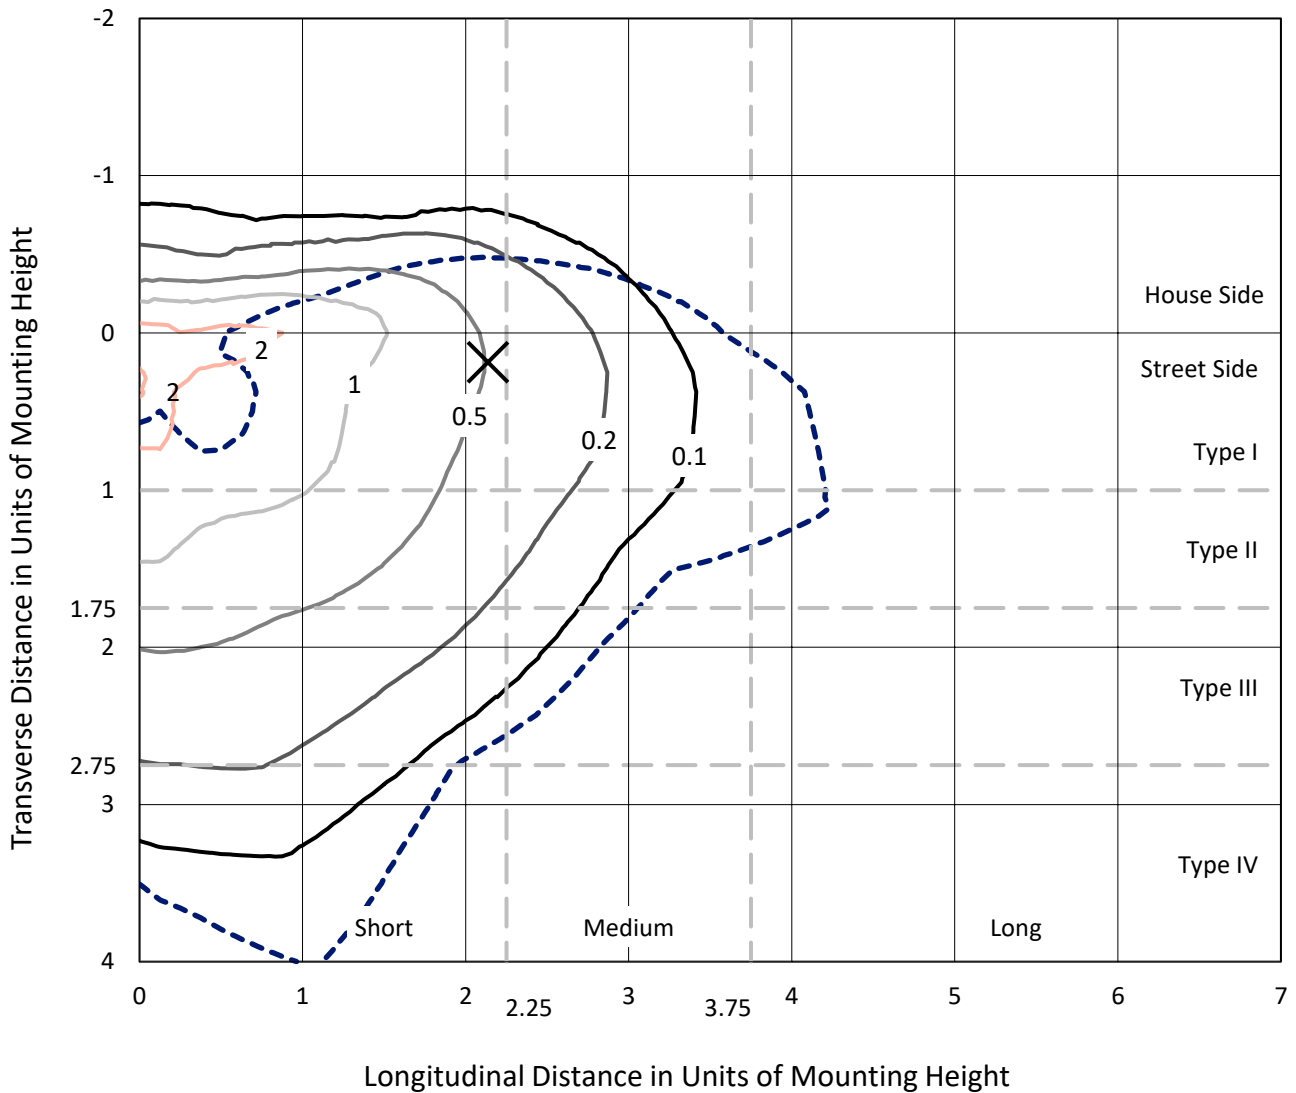 -2
-1
House Side
0
2
Street Side
2
1
0.5
0.2
Type I
0.1
1
Type II
1.75
2
Type III
2.75
3
Type IV
Short
Medium
Long
4
0
1
2
2.25
3
3.75
4
5
6
7
Longitudinal Distance in Units of Mounting Height
Transverse Distance in Units of Mounting Height